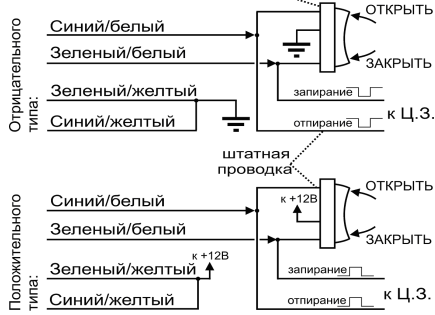 Отрицательного
типа:
ОТКРЫТЬ
Синий/белый
Зеленый/белый
ЗАКРЫТЬ
Зеленый/желтый
запирание
к Ц.З.
Синий/желтый
отпирание
штатная
проводка
Положительного
типа:
ОТКРЫТЬ
Синий/белый
к +12В
Зеленый/белый
ЗАКРЫТЬ
к +12В
Зеленый/желтый
запирание
к Ц.З.
Синий/желтый
отпирание